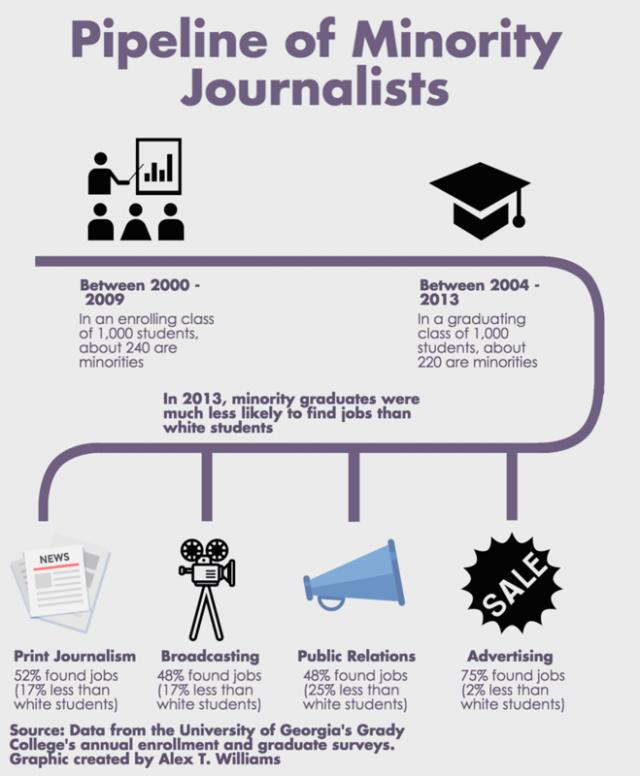 Pipeline of Minority
Journalists
Between 2000 -
2009
In an enrolling class
of 1,000 students,
about 240 are
minorities
Between 2004 -
2013
In a graduating
class of 1,000
students, about
220 are minorities
In 2013, minority graduates were
much less likely to find jobs than
white students
NEWS
SALE
Print Journalism
52% found jobs
(17% less than
white students)
Broadcasting
48% found jobs
(17% less than
white students)
Public Relations
48% found jobs
(25% less than
white students)
Advertising
75% found jobs
(2% less than
white students)
Source: Data from the University of Georgia's Grady
College's annual enrollment and graduate surveys.
Graphic created by Alex T. Williams